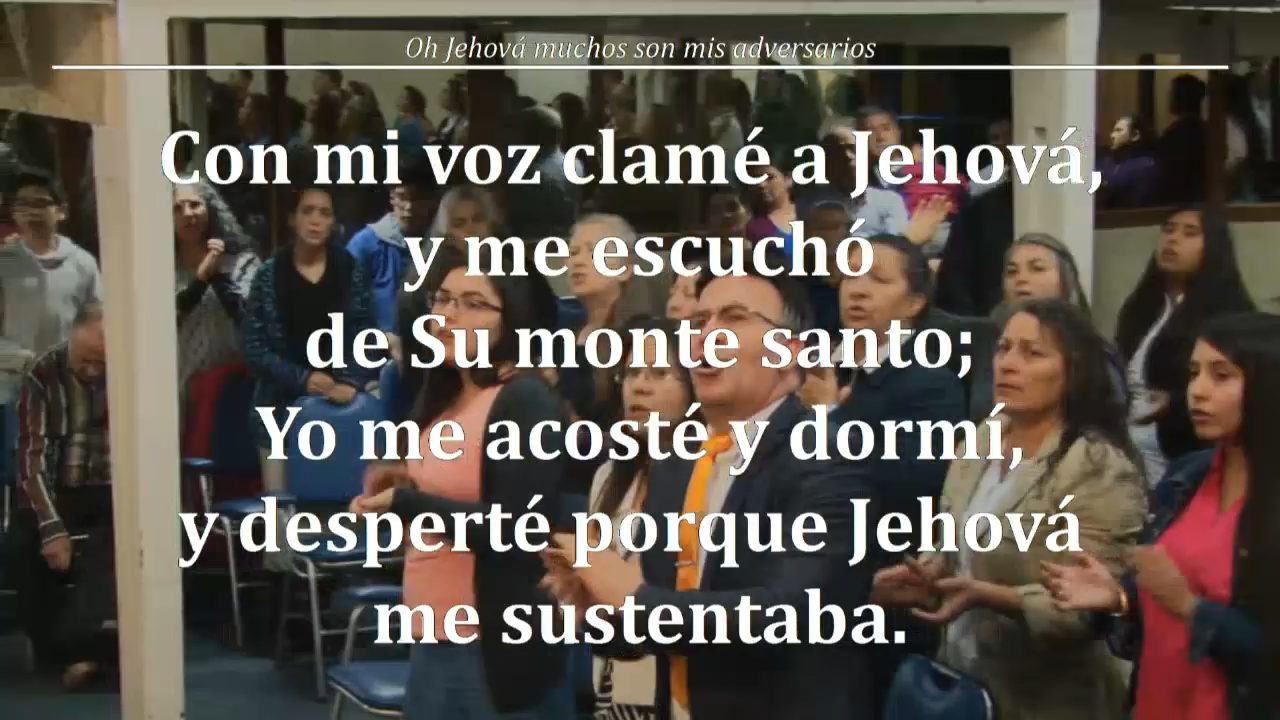 Oh Jehová muchos son mis adversarios
Con mi voz clamé a Jehová,
y me escuchó
de Su monte santo;
Yo me acosté y dormí,
y desperté porque Jehová
me sustentaba.